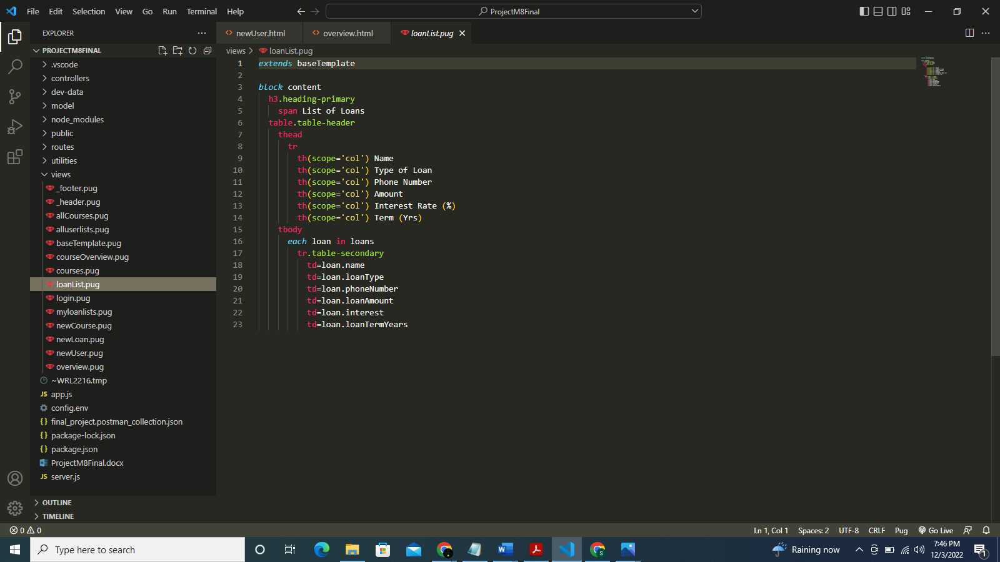 File Edit Selection View Go Run Terminal Help
ProjectM8Final
EXPLORER
newUser.html
overview.html
loanList.pug
PROJECTM8FINAL
views > loanList.pug
.vscode
controllers
dev-data
model
node_modules
public
routes
utilities
views
_footer.pug
_header.pug
allCourses.pug
alluserlists.pug
baseTemplate.pug
courseOverview.pug
courses.pug
loanList.pug
login.pug
myloanlists.pug
newCourse.pug
newLoan.pug
newUser.pug
overview.pug
~WRL2216.tmp
JS app.js
config.env
{} final_project.postman_collection.json
{} package-lock.json
{} package.json
ProjectM8Final.docx
JS server.js
OUTLINE
TIMELINE
1 extends baseTemplate
2
3 block content
4 h3.heading-primary
5 span List of Loans
6 table.table-header
7 thead
8 tr
9 th(scope='col') Name
10 th(scope='col') Type of Loan
11 th(scope='col') Phone Number
12 th(scope='col') Amount
13 th(scope='col') Interest Rate (%)
14 th(scope='col') Term (Yrs)
15 tbody
16 each loan in loans
17 tr.table-secondary
18 td=loan.name
19 td=loan.loanType
20 td=loan.phoneNumber
21 td=loan.loanAmount
22 td=loan.interest
23 td=loan.loanTermYears
0 0
Ln 1, Col 1 Spaces: 2 UTF-8 CRLF Pug Go Live
Type here to search
Raining now
7:46 PM
12/3/2022
1